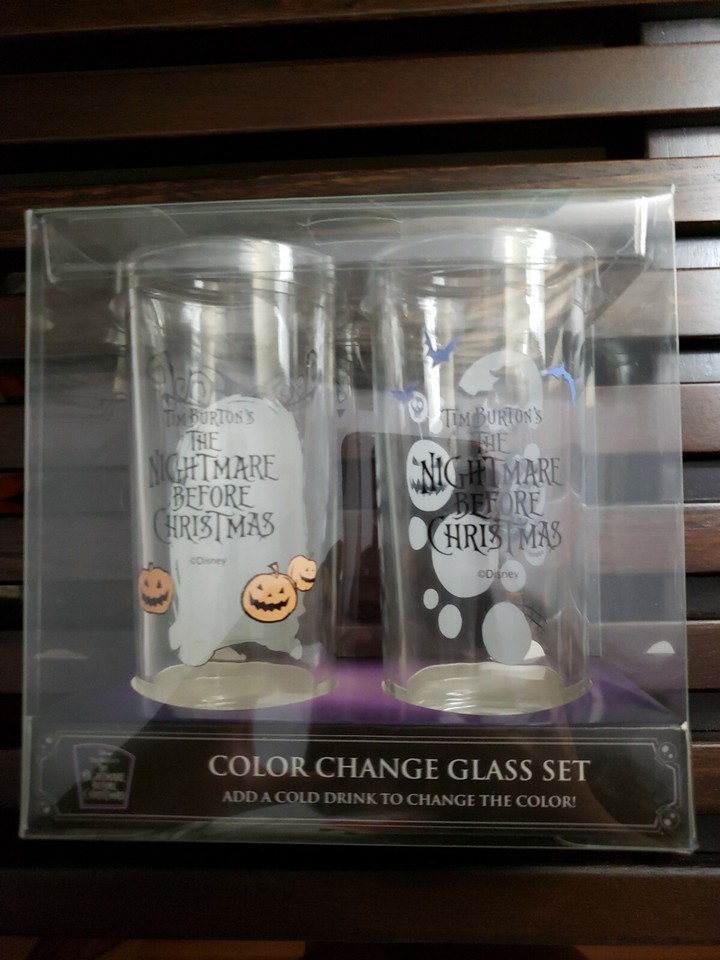 TIM BURTON'S
THE
NIGHTMARE
BEFORE
CHRISTMAS
©Disney
TIM BURTON'S
THE
NIGHTMARE
BEFORE
CHRISTMAS
©Disney
COLOR CHANGE GLASS SET
ADD A COLD DRINK TO CHANGE THE COLOR!